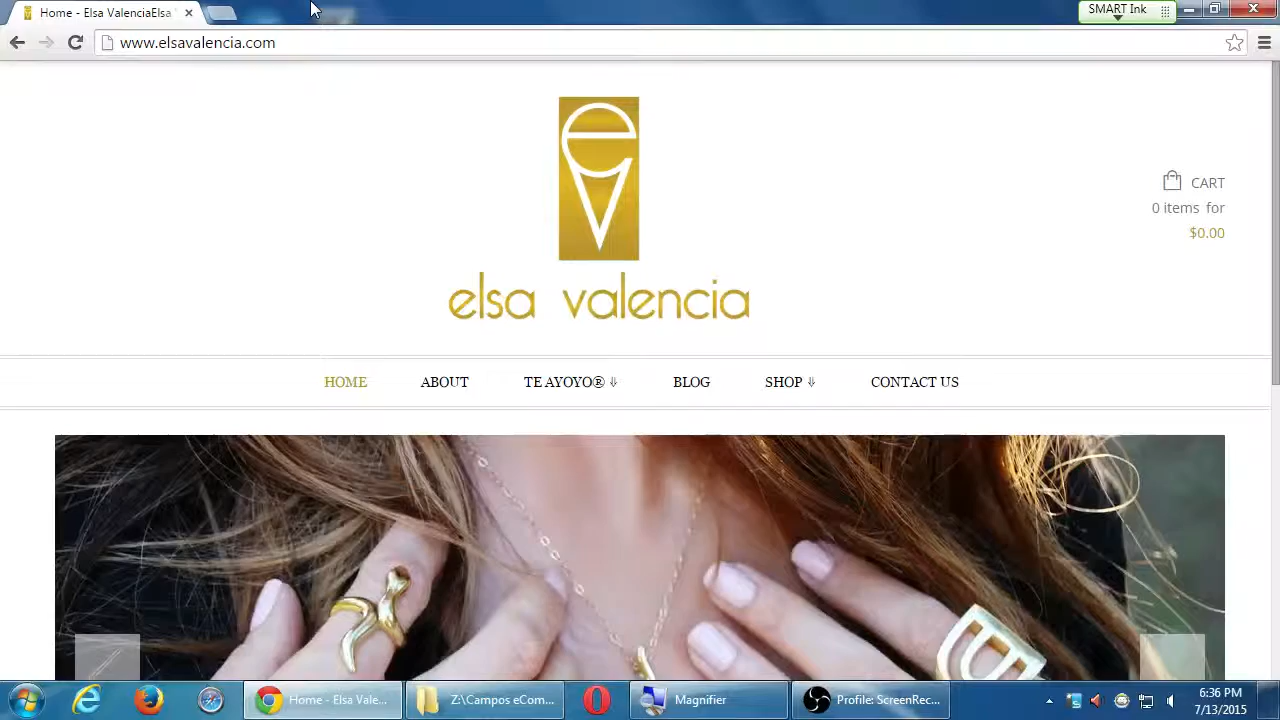 Home - Elsa ValenciaElsa
SMART Ink
www.elsavalencia.com
ev
CART
0 items for
$0.00
elsa valencia
HOME ABOUT TE AYOYO® ⇓ BLOG SHOP ⇓ CONTACT US
Home - Elsa Vale... Z:\Campos eCom... Magnifier Profile: ScreenRec... 6:36 PM
7/13/2015